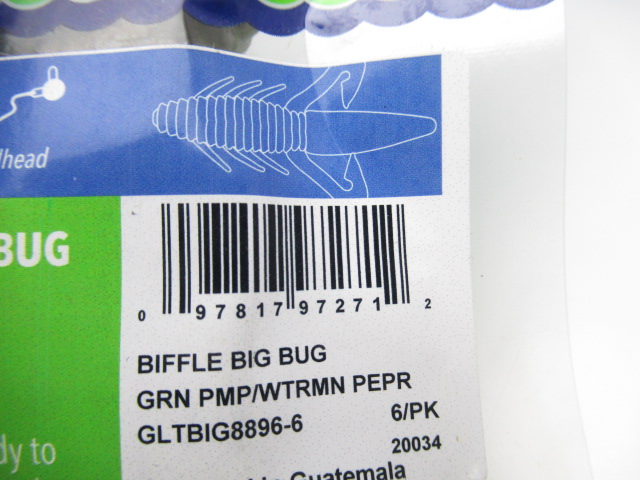 head
BUG
0 97817 97271 2
BIFFLE BIG BUG
GRN PMP/WTRMN PEPR
GLTBIG8896-6 6/PK
20034
dy to
Guatemala